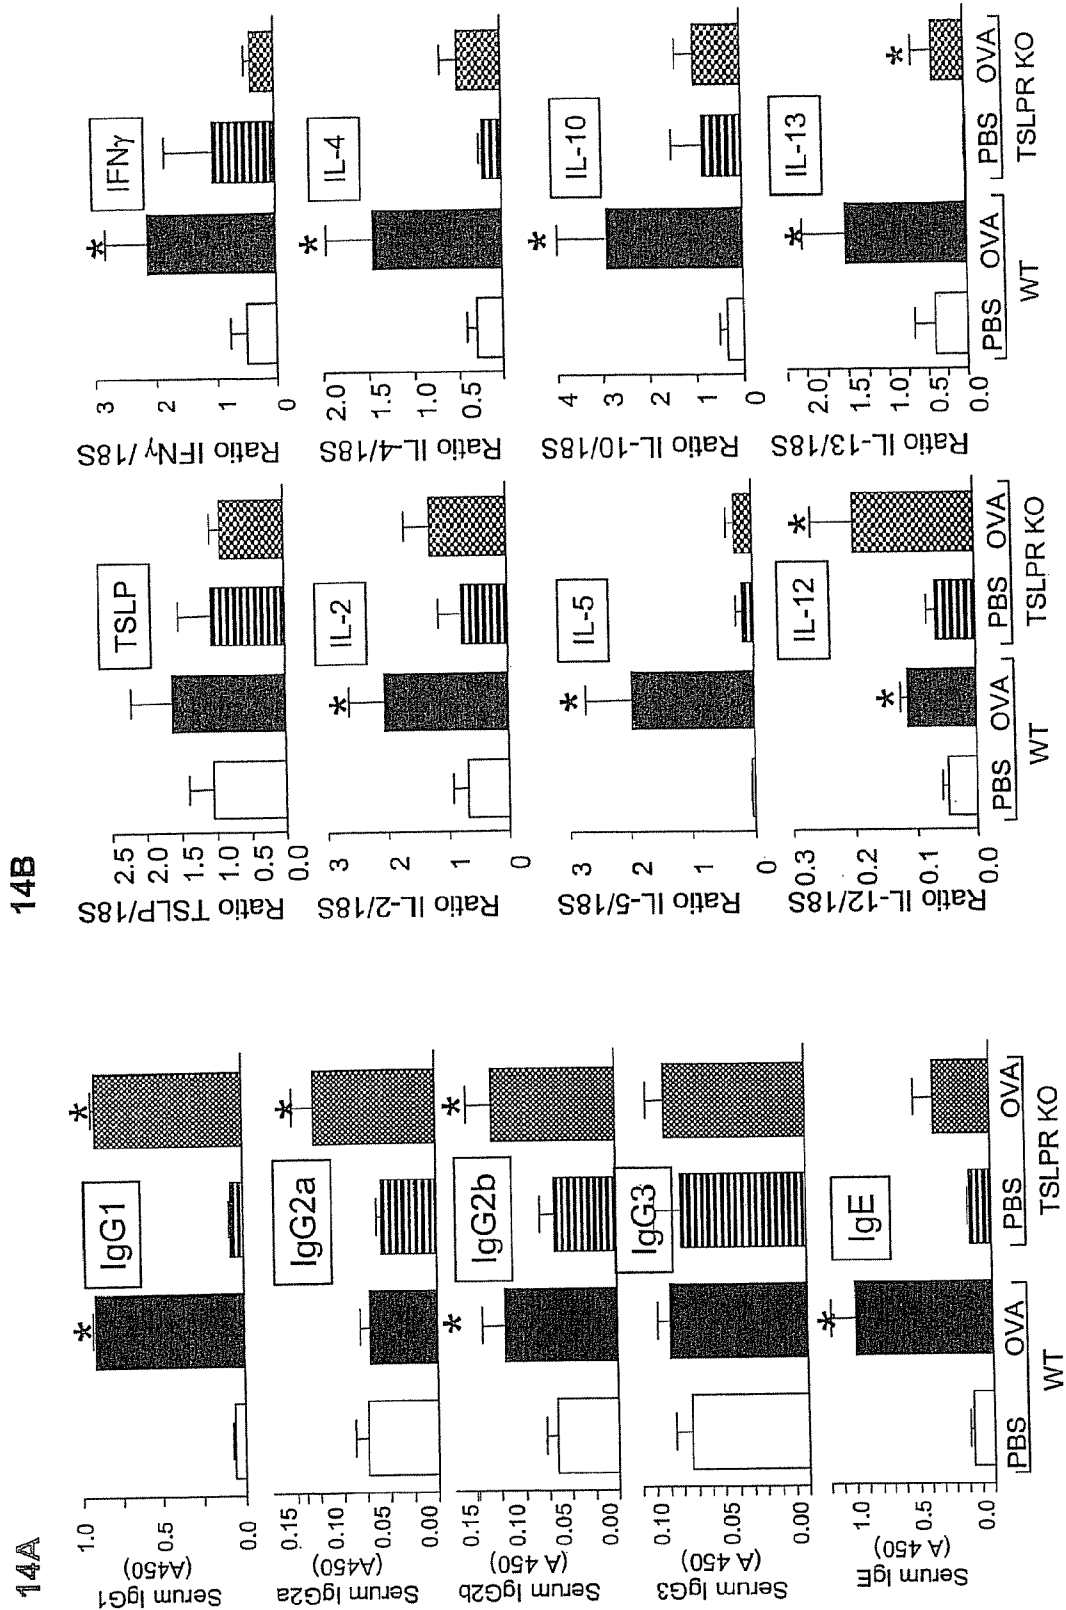 14A
IgG1
Serum IgG1
(A450)
1.0
0.5
0.0
*
*
IgG2a
Serum IgG2a
(A450)
0.15
0.05
0.00
*
IgG2b
Serum IgG2b
(A 450)
0.15
0.10
0.05
0.00
*
*
IgG3
Serum IgG3
(A 450)
0.10
0.05
0.00
IgE
Serum IgE
(A 450)
1.0
0.5
0.0
*
PBS OVA PBS OVA
WT TSLPR KO
14B
TSLP
Ratio TSLP/18S
2.5
2.0
1.5
1.0
0.5
0.0
IFNγ
Ratio IFNγ/18S
3
2
1
0
*
IL-2
Ratio IL-2/18S
3
2
1
0
*
IL-4
Ratio IL-4/18S
2.0
1.5
1.0
0.5
0
*
IL-5
Ratio IL-5/18S
3
2
1
0
*
IL-10
Ratio IL-10/18S
4
3
2
1
0
*
IL-12
Ratio IL-12/18S
0.3
0.2
0.1
0.0
*
*
PBS OVA PBS OVA
WT TSLPR KO
IL-13
Ratio IL-13/18S
2.0
1.5
1.0
0.5
0.0
*
*
PBS OVA PBS OVA
WT TSLPR KO